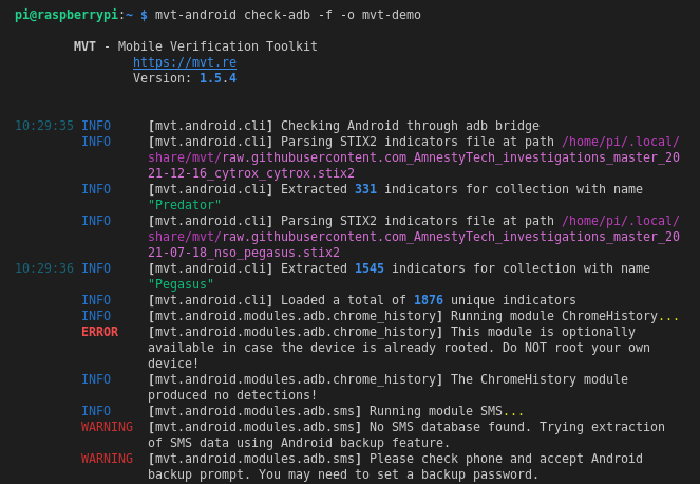 pi@raspberrypi:~ $ mvt-android check-adb -f -o mvt-demo
MVT - Mobile Verification Toolkit
https://mvt.re
Version: 1.5.4
10:29:35 INFO [mvt.android.cli] Checking Android through adb bridge
INFO [mvt.android.cli] Parsing STIX2 indicators file at path /home/pi/.local/
share/mvt/raw.githubusercontent.com_AmnestyTech_investigations_master_20
21-12-16_cytrox_cytrox.stix2
INFO [mvt.android.cli] Extracted 331 indicators for collection with name
"Predator"
INFO [mvt.android.cli] Parsing STIX2 indicators file at path /home/pi/.local/
share/mvt/raw.githubusercontent.com_AmnestyTech_investigations_master_20
21-07-18_nso_pegasus.stix2
10:29:36 INFO [mvt.android.cli] Extracted 1545 indicators for collection with name
"Pegasus"
INFO [mvt.android.cli] Loaded a total of 1876 unique indicators
INFO [mvt.android.modules.adb.chrome_history] Running module ChromeHistory...
ERROR [mvt.android.modules.adb.chrome_history] This module is optionally
available in case the device is already rooted. Do NOT root your own
device!
INFO [mvt.android.modules.adb.chrome_history] The ChromeHistory module
produced no detections!
INFO [mvt.android.modules.adb.sms] Running module SMS...
WARNING [mvt.android.modules.adb.sms] No SMS database found. Trying extraction
of SMS data using Android backup feature.
WARNING [mvt.android.modules.adb.sms] Please check phone and accept Android
backup prompt. You may need to set a backup password.